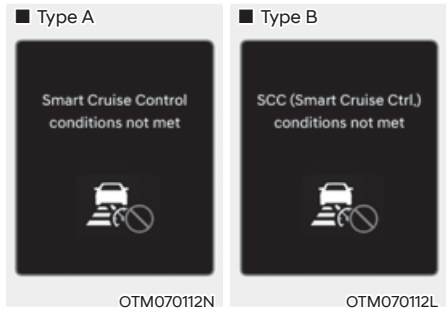 ■ Type A
Smart Cruise Control
conditions not met
OTM070112N
■ Type B
SCC (Smart Cruise Ctrl.)
conditions not met
OTM070112L